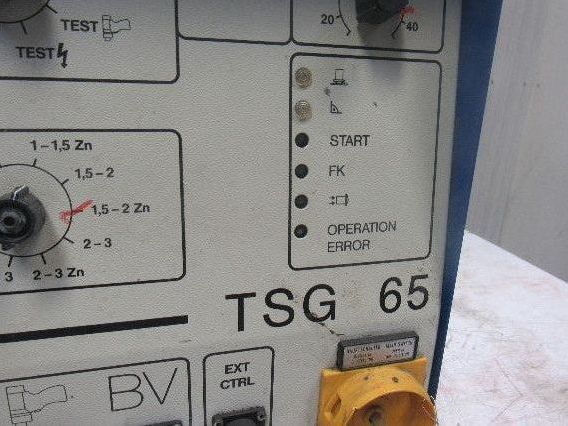 TEST
TEST
20
40
START
FK
OPERATION
ERROR
1-1,5 Zn
1,5-2
1,5-2 Zn
2-3
2-3 Zn
3
TSG 65
BV
EXT
CTRL